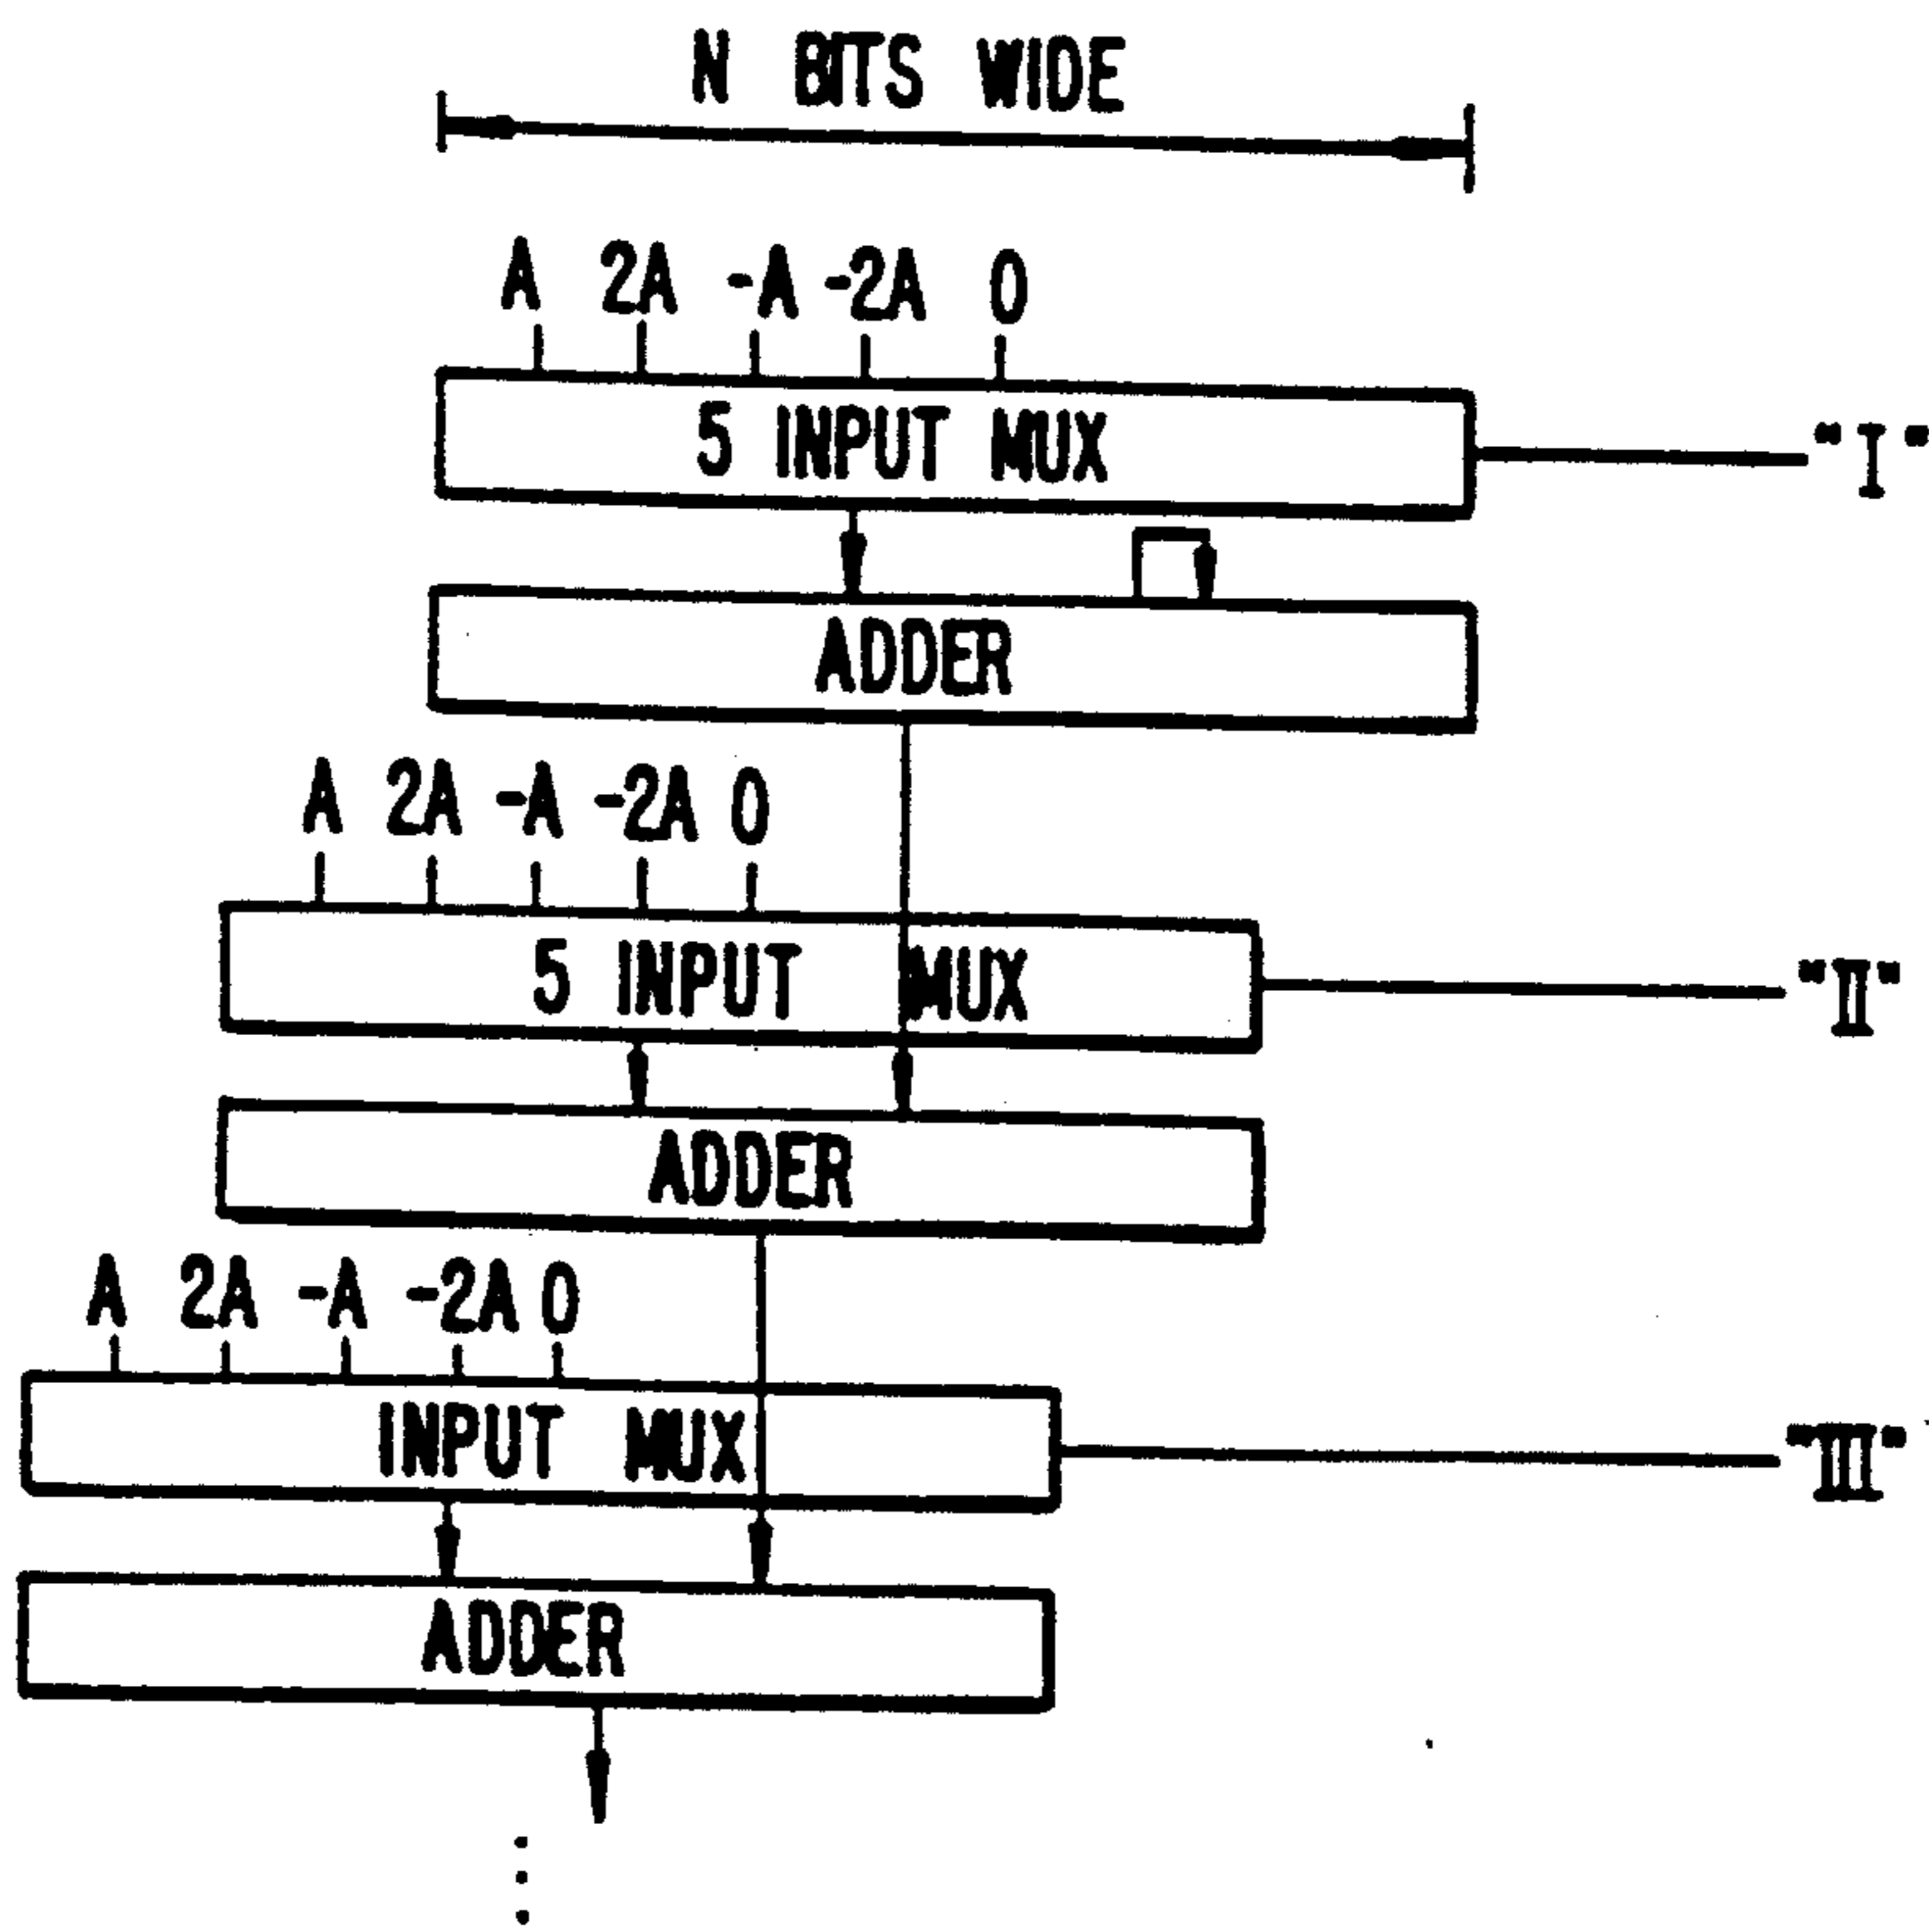 N BITS WIDE
A 2A -A -2A 0
5 INPUT MUX
"I"
ADDER
A 2A -A -2A 0
5 INPUT MUX
"II"
ADDER
A 2A -A -2A 0
INPUT MUX
"III"
ADDER